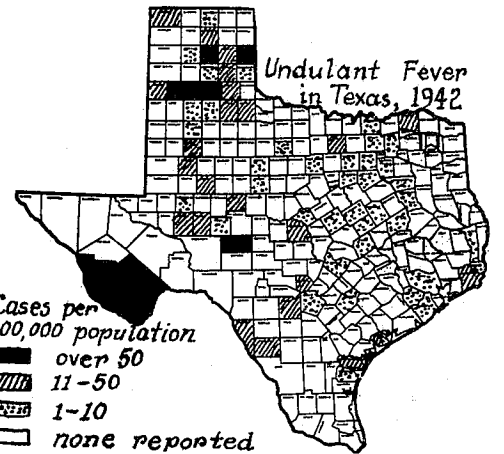 Undulant Fever
in Texas, 1942
Cases per
00,000 population
over 50
11-50
1-10
none reported